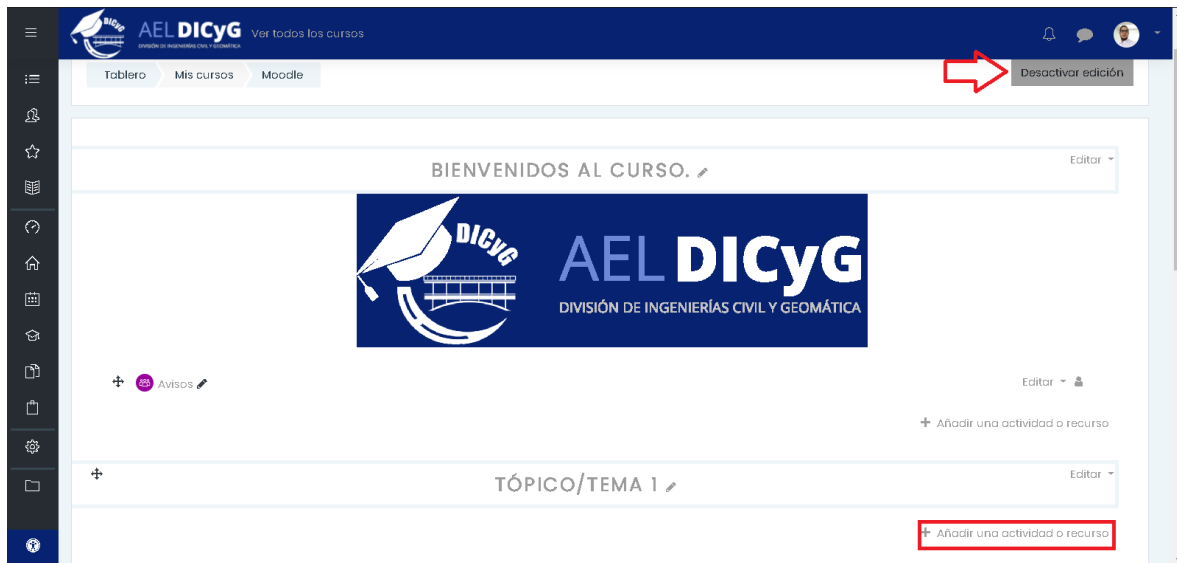 DICyG AEL DICyG Ver todos los cursos
DIVISIÓN DE INGENIERÍAS CIVIL Y GEOMÁTICA
Tablero Mis cursos Moodle Desactivar edición
BIENVENIDOS AL CURSO. Editar
DICyG AEL DICyG
DIVISIÓN DE INGENIERÍAS CIVIL Y GEOMÁTICA
Avisos Editar
+ Añadir una actividad o recurso
TÓPICO/TEMA 1 Editar
+ Añadir una actividad o recurso